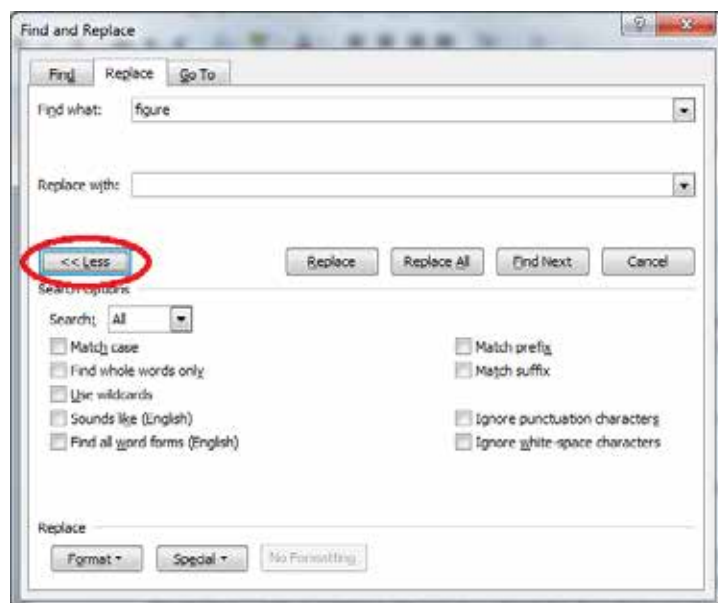 Find and Replace
Find Replace Go To
Find what: figure
Replace with:
<< Less Replace Replace All Find Next Cancel
Search Options
Search: All
Match case Match prefix
Find whole words only Match suffix
Use wildcards
Sounds like (English) Ignore punctuation characters
Find all word forms (English) Ignore white-space characters
Replace
Format Special No Formatting